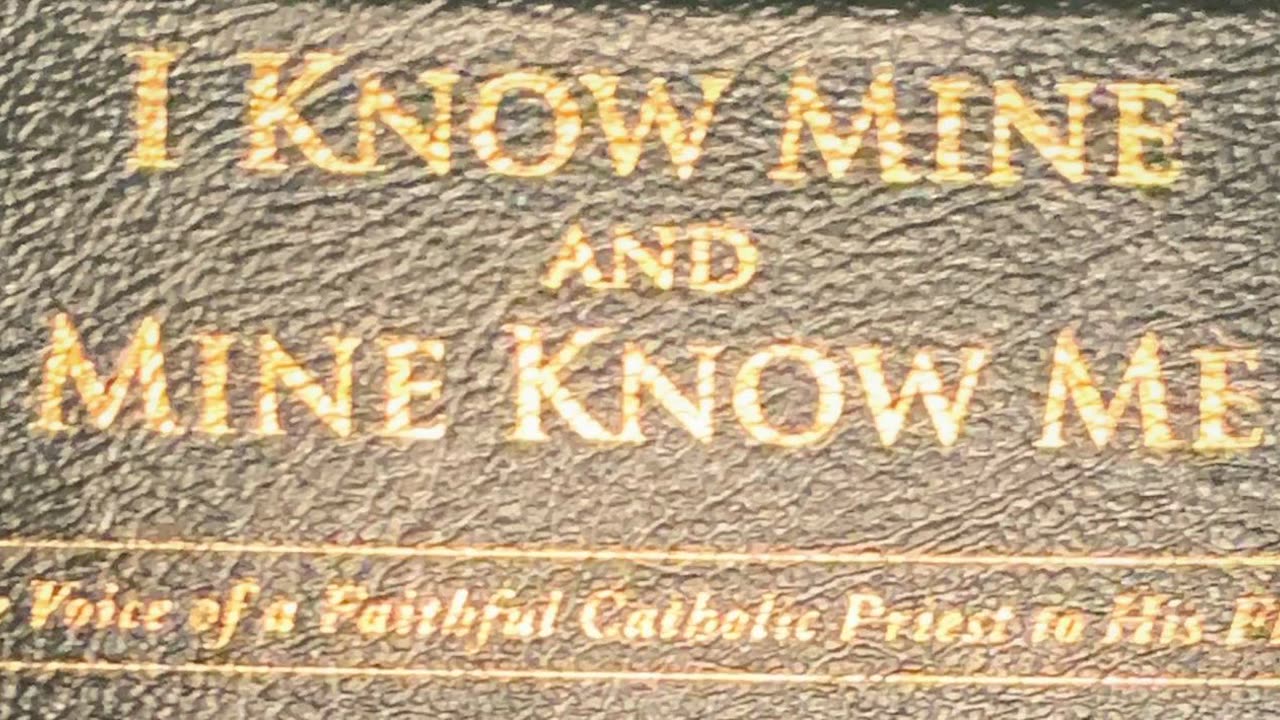 I KNOW MINE
AND
MINE KNOW ME
Voice of a Faithful Catholic Priest to His